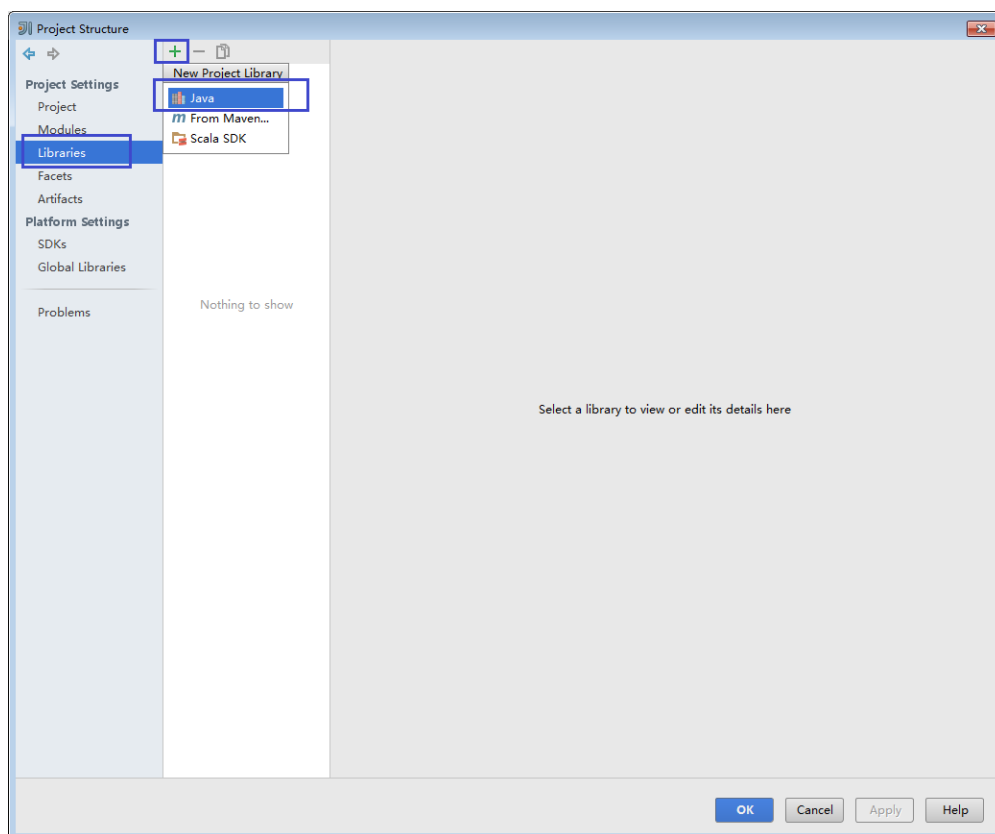 Project Structure
New Project Library
Project Settings
Java
Project
From Maven...
Modules
Scala SDK
Libraries
Facets
Artifacts
Platform Settings
SDKs
Global Libraries
Problems
Nothing to show
Select a library to view or edit its details here
OK
Cancel
Apply
Help